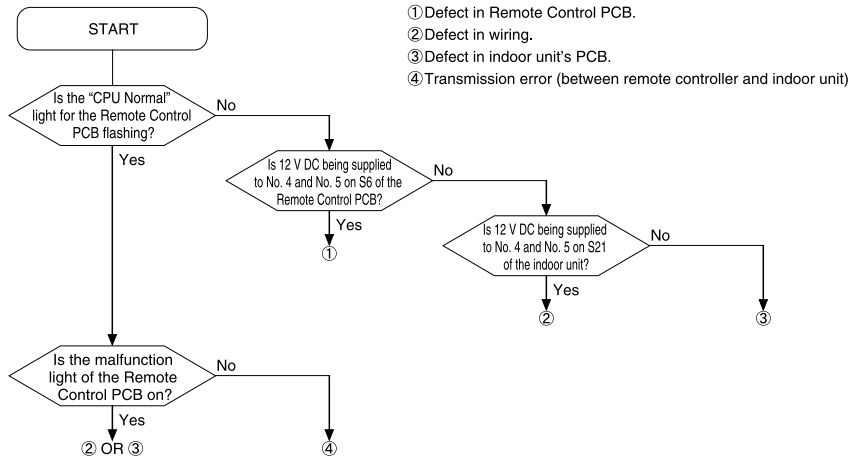 ①Defect in Remote Control PCB.
②Defect in wiring.
③Defect in indoor unit's PCB.
④Transmission error (between remote controller and indoor unit)
START
Is the “CPU Normal”
light for the Remote Control
PCB flashing?
No
Yes
Is 12 V DC being supplied
to No. 4 and No. 5 on S6 of the
Remote Control PCB?
No
Yes
①
Is 12 V DC being supplied
to No. 4 and No. 5 on S21
of the indoor unit?
No
Yes
②
③
Is the malfunction
light of the Remote
Control PCB on?
No
Yes
② OR ③
④